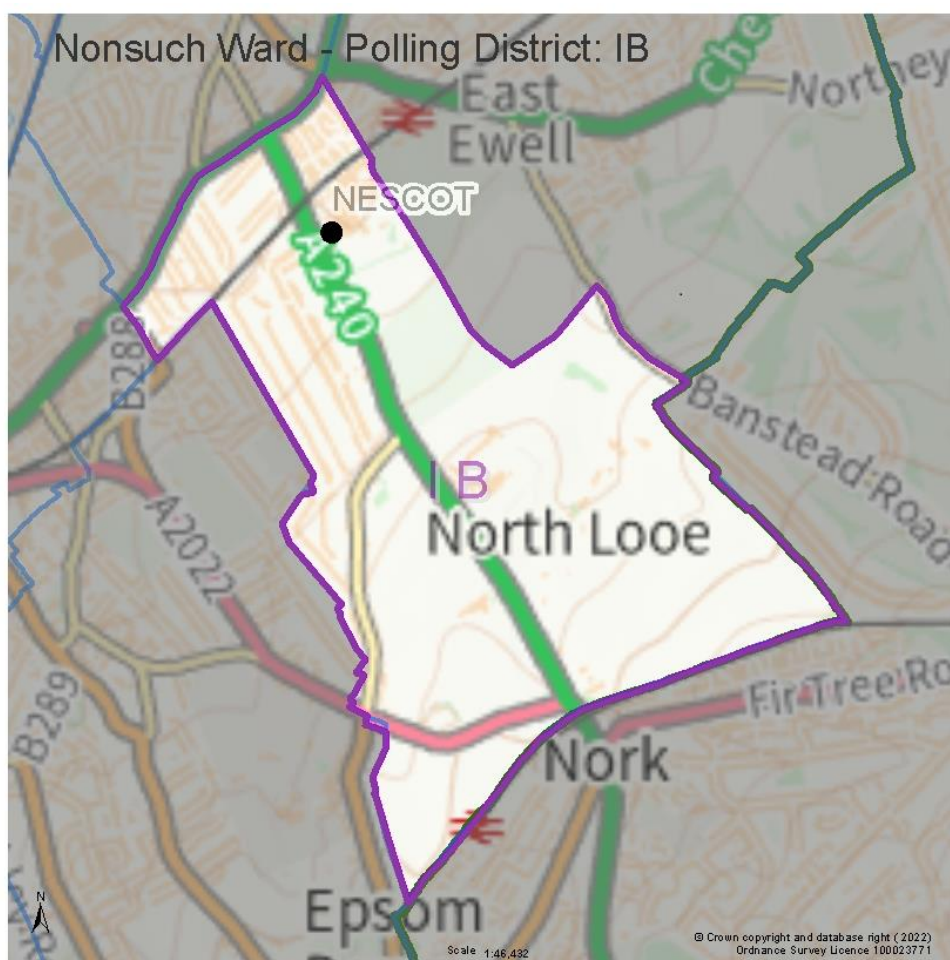 Nonsuch Ward - Polling District: IB
Che
Northey
East
Ewell
NESCOT
A240
B288
Banstead Road
I B
North Looe
A2022
B289
Fir Tree Ro
Nork
Epsom
N
Scale 1:46,432
© Crown copyright and database right ( 2022)
Ordnance Survey Licence 100023771